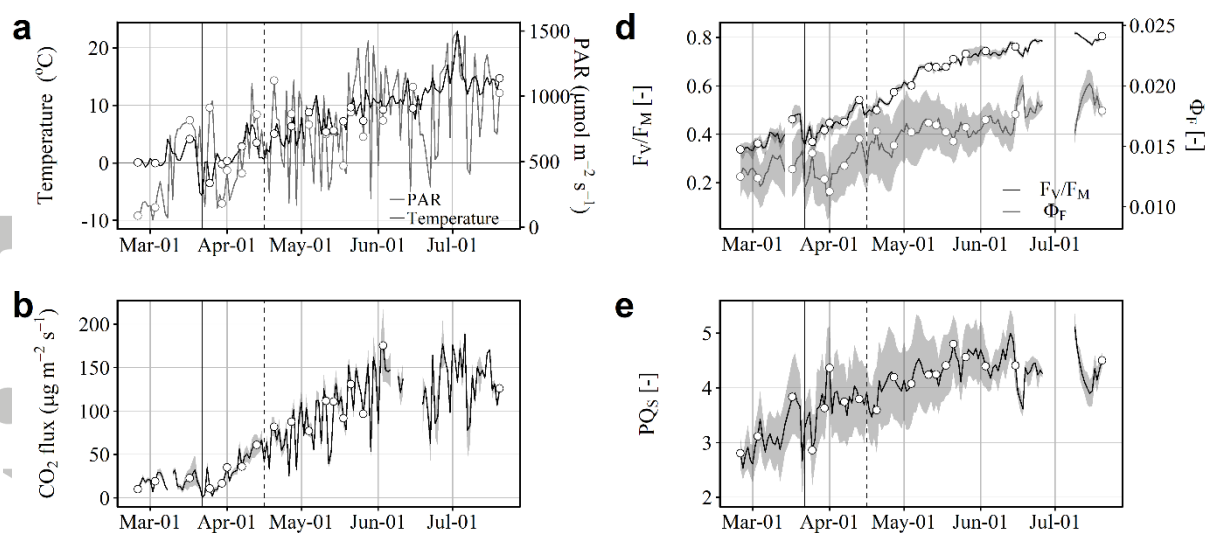 a
Temperature (°C)
20
10
0
-10
1500
1000
500
0
PAR (µmol m⁻² s⁻¹)
PAR
Temperature
Mar-01 Apr-01 May-01 Jun-01 Jul-01
d
F_V/F_M [-]
0.8
0.6
0.4
0.2
0.025
0.020
0.015
0.010
Φ_F [-]
F_V/F_M
Φ_F
Mar-01 Apr-01 May-01 Jun-01 Jul-01
b
CO₂ flux (µg m⁻² s⁻¹)
200
150
100
50
0
Mar-01 Apr-01 May-01 Jun-01 Jul-01
e
PQ_S [-]
5
4
3
2
Mar-01 Apr-01 May-01 Jun-01 Jul-01